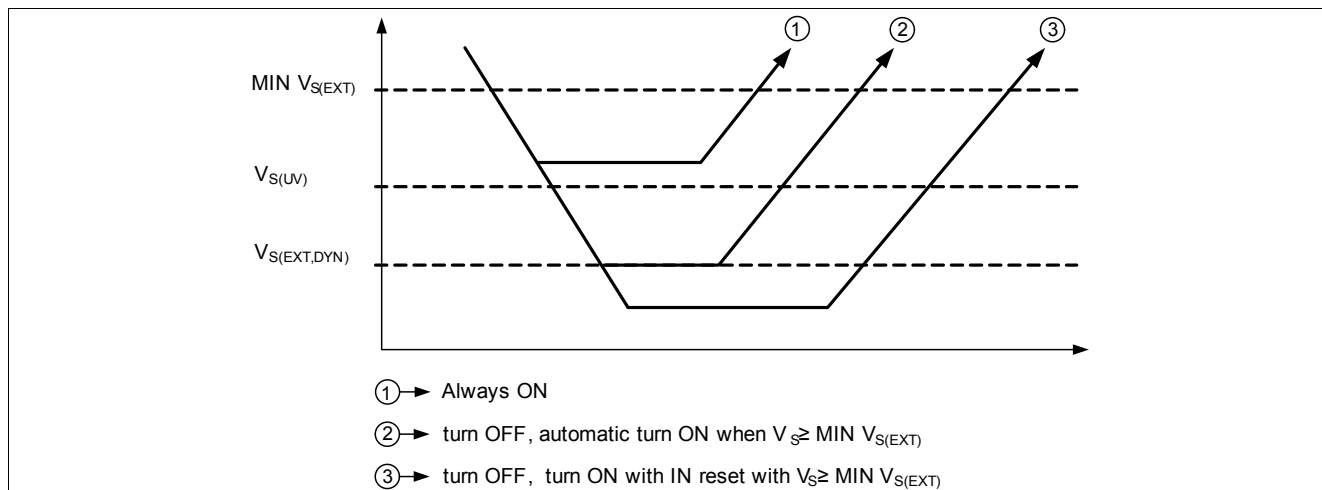 ① ② ③
MIN VS(EXT)
VS(UV)
VS(EXT,DYN)
① Always ON
② turn OFF, automatic turn ON when VS≥ MIN VS(EXT)
③ turn OFF, turn ON with IN reset with VS≥ MIN VS(EXT)